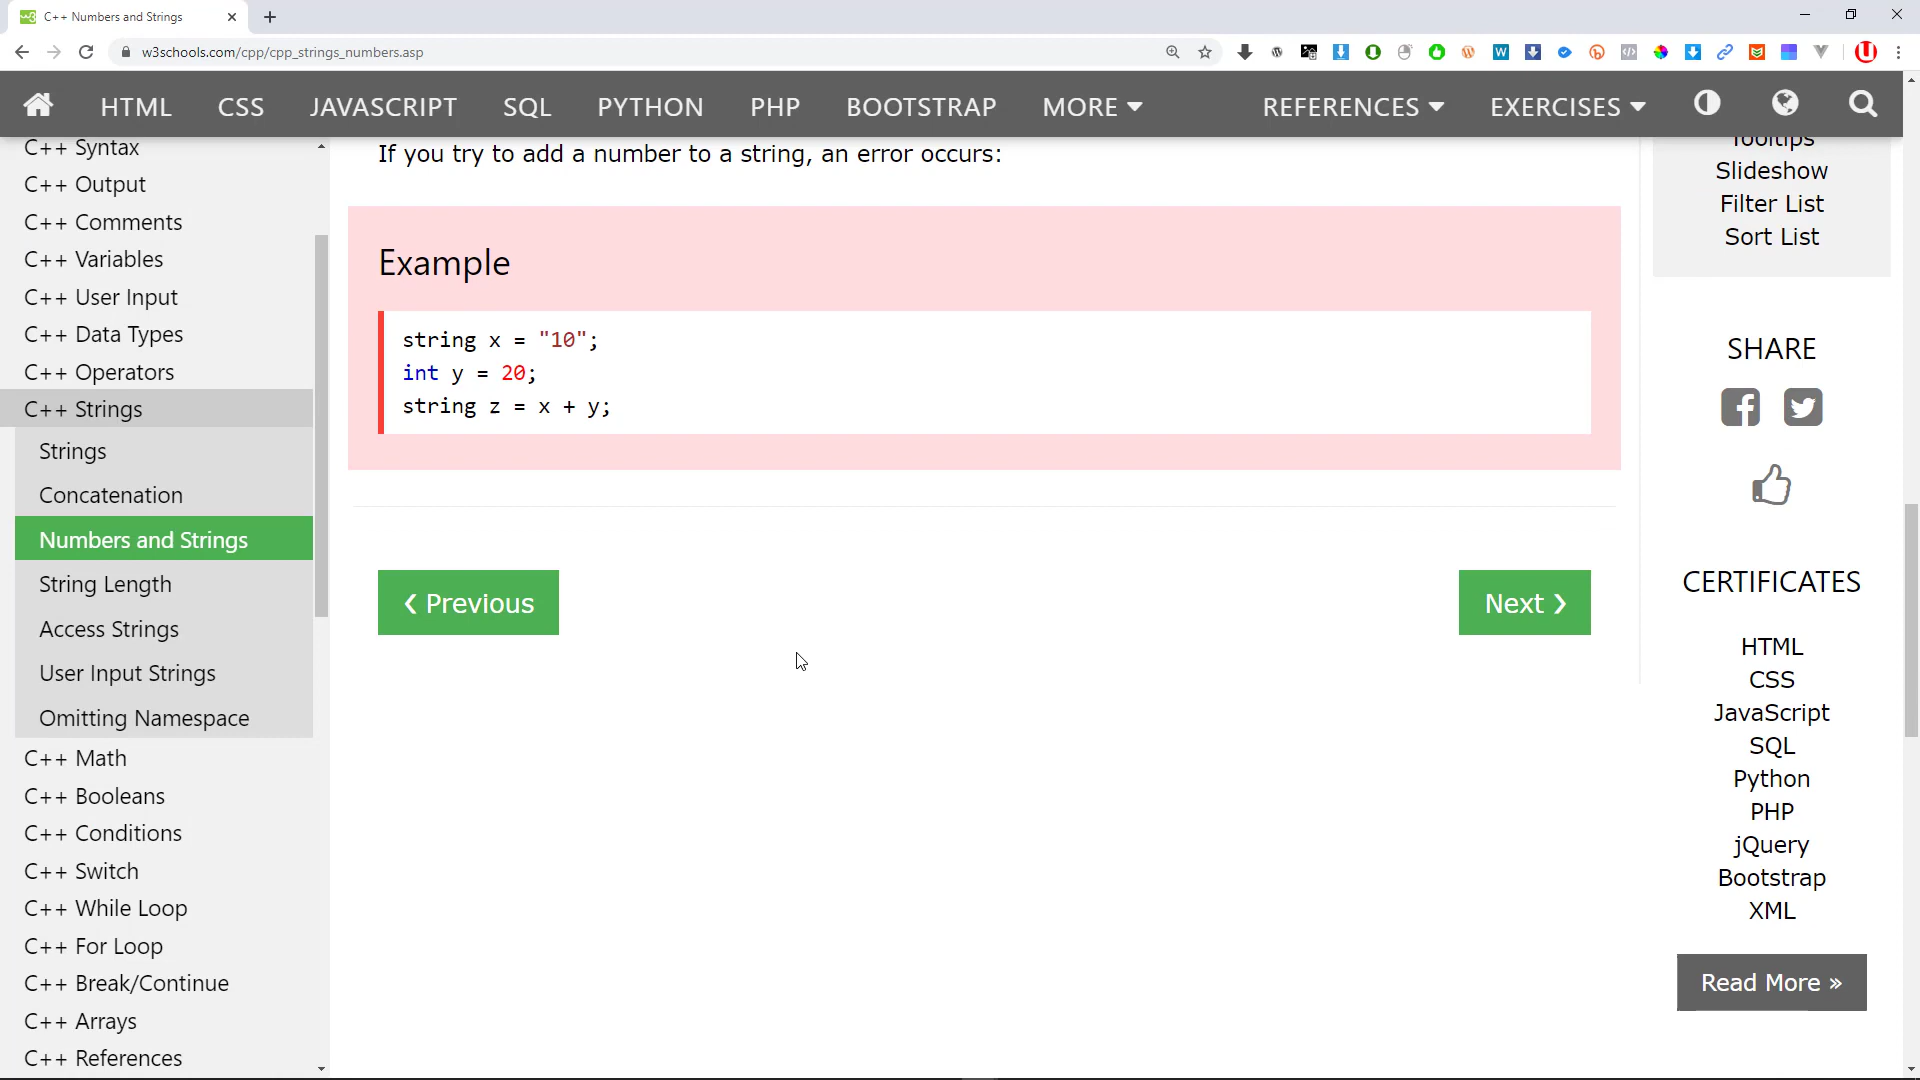 C++ Numbers and Strings
w3schools.com/cpp/cpp_strings_numbers.asp
HTML CSS JAVASCRIPT SQL PYTHON PHP BOOTSTRAP MORE REFERENCES EXERCISES
C++ Syntax
C++ Output
C++ Comments
C++ Variables
C++ User Input
C++ Data Types
C++ Operators
C++ Strings
Strings
Concatenation
Numbers and Strings
String Length
Access Strings
User Input Strings
Omitting Namespace
C++ Math
C++ Booleans
C++ Conditions
C++ Switch
C++ While Loop
C++ For Loop
C++ Break/Continue
C++ Arrays
C++ References
If you try to add a number to a string, an error occurs:
Example
string x = "10";
int y = 20;
string z = x + y;
❮ Previous
Next ❯
Tooltips
Slideshow
Filter List
Sort List
SHARE
CERTIFICATES
HTML
CSS
JavaScript
SQL
Python
PHP
jQuery
Bootstrap
XML
Read More »